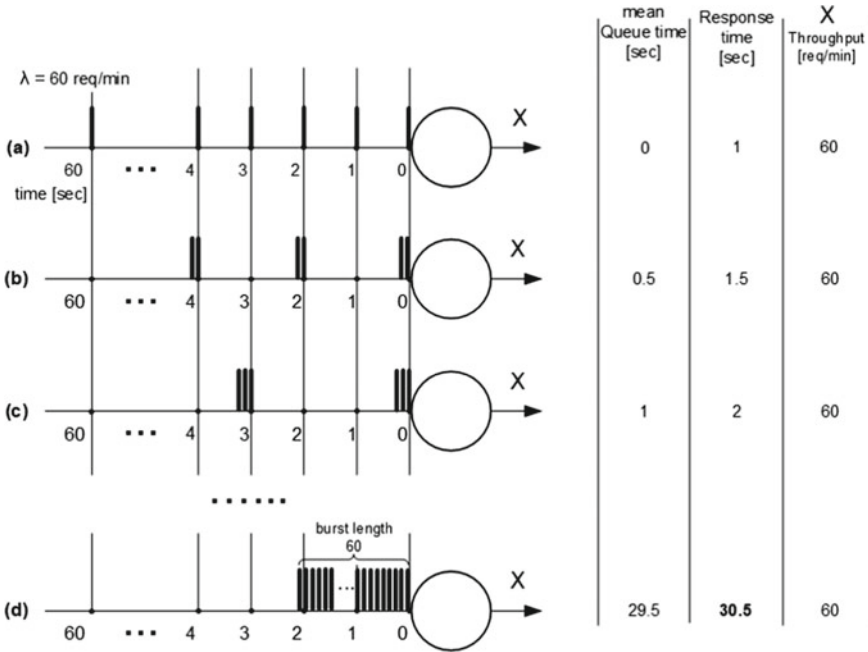 mean
Queue time
[sec]
Response
time
[sec]
X
Throughput
[req/min]
λ = 60 req/min
(a)
X
0 1 60
60 ... 4 3 2 1 0
time [sec]
(b)
X
0.5 1.5 60
60 ... 4 3 2 1 0
(c)
X
1 2 60
60 ... 4 3 2 1 0
......
burst length
60
...
(d)
X
29.5 30.5 60
60 ... 4 3 2 1 0